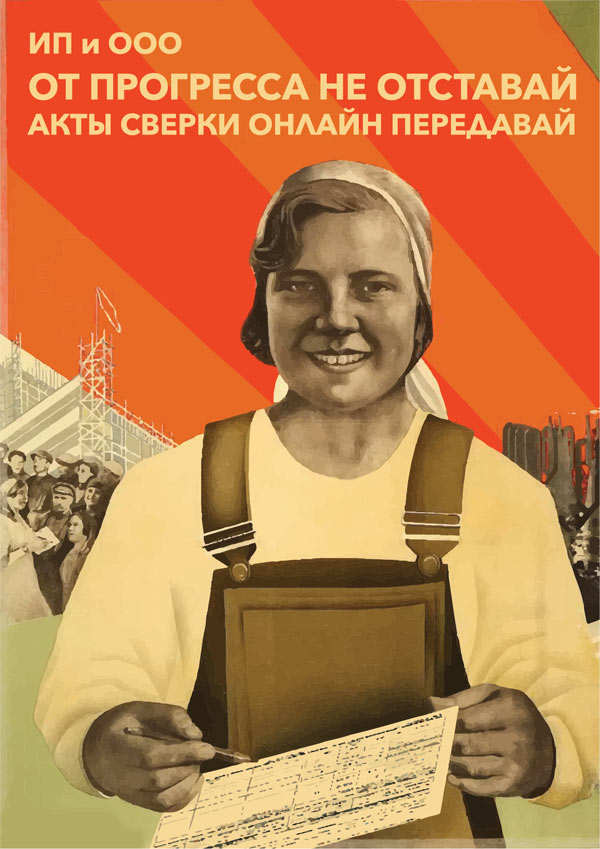 ИП и ООО
ОТ ПРОГРЕССА НЕ ОТСТАВАЙ
АКТЫ СВЕРКИ ОНЛАЙН ПЕРЕДАВАЙ